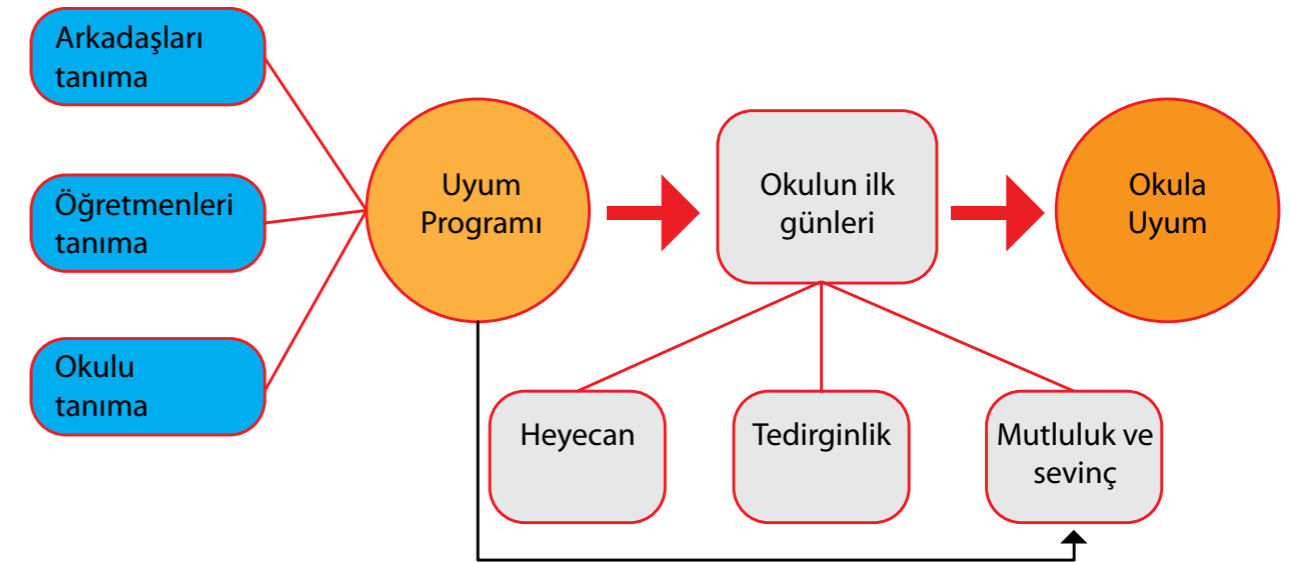 Arkadaşları
tanıma
Öğretmenleri
tanıma
Okulu
tanıma
Uyum
Programı
Okulun ilk
günleri
Okula
Uyum
Heyecan
Tedirginlik
Mutluluk ve
sevinç